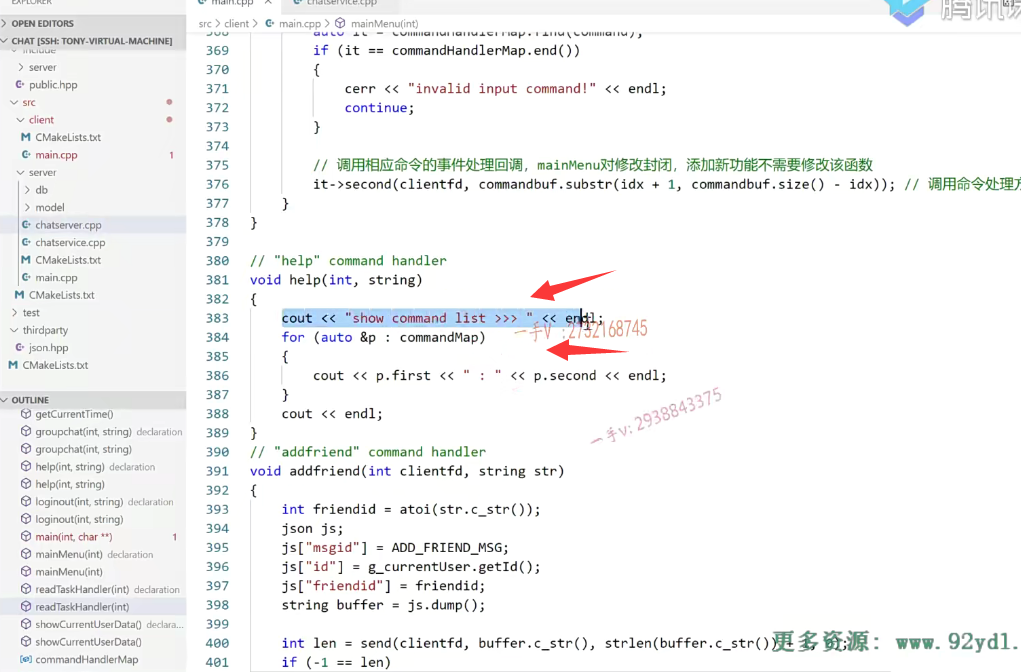 EXPLORER
OPEN EDITORS
CHAT [SSH: TONY-VIRTUAL-MACHINE]
include
server
public.hpp
src
client
CMakeLists.txt
main.cpp 1
server
db
model
chatserver.cpp
chatservice.cpp
CMakeLists.txt
main.cpp
CMakeLists.txt
test
thirdparty
json.hpp
CMakeLists.txt
OUTLINE
getCurrentTime()
groupchat(int, string) declaration
groupchat(int, string)
help(int, string) declaration
help(int, string)
loginout(int, string) declaration
loginout(int, string)
main(int, char **) 1
mainMenu(int) declaration
mainMenu(int)
readTaskHandler(int) declaration
readTaskHandler(int)
showCurrentUserData() declara...
showCurrentUserData()
commandHandlerMap
main.cpp chatservice.cpp
src > client > main.cpp > mainMenu(int)
368 auto it = commandHandlerMap.find(command);
369 if (it == commandHandlerMap.end())
370 {
371 cerr << "invalid input command!" << endl;
372 continue;
373 }
374
375 // 调用相应命令的事件处理回调，mainMenu对修改封闭，添加新功能不需要修改该函数
376 it->second(clientfd, commandbuf.substr(idx + 1, commandbuf.size() - idx)); // 调用命令处理方
377 }
378 }
379
380 // "help" command handler
381 void help(int, string)
382 {
383 cout << "show command list >>> " << endl;
384 for (auto &p : commandMap)
385 {
386 cout << p.first << " : " << p.second << endl;
387 }
388 cout << endl;
389 }
390 // "addfriend" command handler
391 void addfriend(int clientfd, string str)
392 {
393 int friendid = atoi(str.c_str());
394 json js;
395 js["msgid"] = ADD_FRIEND_MSG;
396 js["id"] = g_currentUser.getId();
397 js["friendid"] = friendid;
398 string buffer = js.dump();
399
400 int len = send(clientfd, buffer.c_str(), strlen(buffer.c_str()) + 1, 0);
401 if (-1 == len)
腾讯课
一手V :2732168745
一手v: 2938843375
更多资源: www.92yd1.